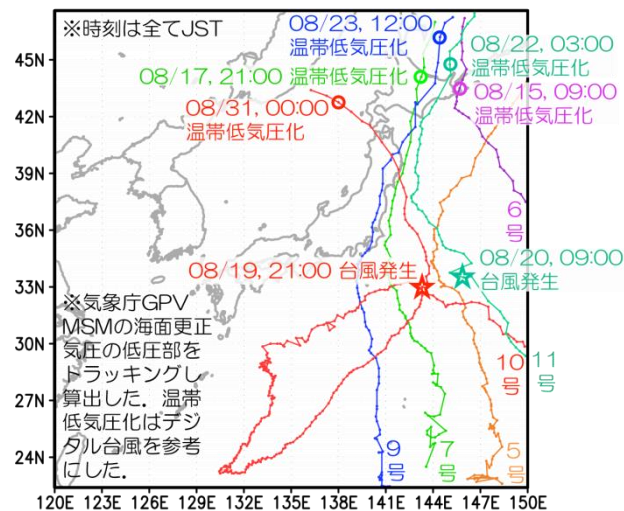 ※時刻は全てJST
08/23, 12:00
温帯低気圧化
08/22, 03:00
温帯低気圧化
08/17, 21:00 温帯低気圧化
08/15, 09:00
温帯低気圧化
08/31, 00:00
温帯低気圧化
6
号
08/20, 09:00
台風発生
08/19, 21:00 台風発生
※気象庁GPV
MSMの海面更正
気圧の低圧部を
トラッキングし
算出した．温帯
低気圧化はデジ
タル台風を参考
にした．
10
号
11
号
9
号
7
号
5
号
45N
42N
39N
36N
33N
30N
27N
24N
120E 123E 126E 129E 132E 135E 138E 141E 144E 147E 150E